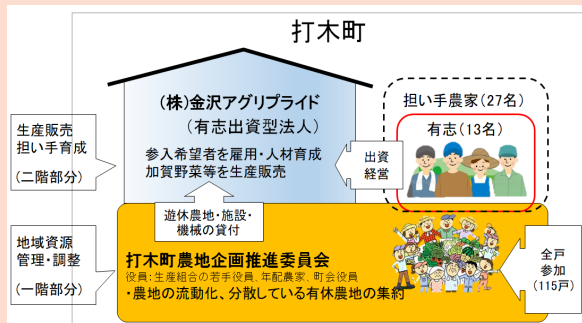 打木町
(株)金沢アグリプライド
(有志出資型法人)
参入希望者を雇用・人材育成
加賀野菜等を生産販売
生産販売
担い手育成
(二階部分)
出資
経営
担い手農家(27名)
有志(13名)
遊休農地・施設・
機械の貸付
地域資源
管理・調整
(一階部分)
打木町農地企画推進委員会
役員:生産組合の若手役員、年配農家、町会役員
・農地の流動化、分散している有休農地の集約
全戸
参加
(115戸)